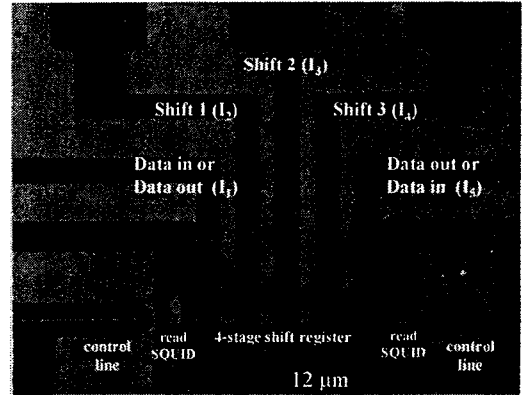 Shift 2 (I₃)
Shift 1 (I₂)
Shift 3 (I₄)
Data in or
Data out (I₁)
Data out or
Data in (I₅)
control
line
read
SQUID
4-stage shift register
read
SQUID
control
line
12 μm